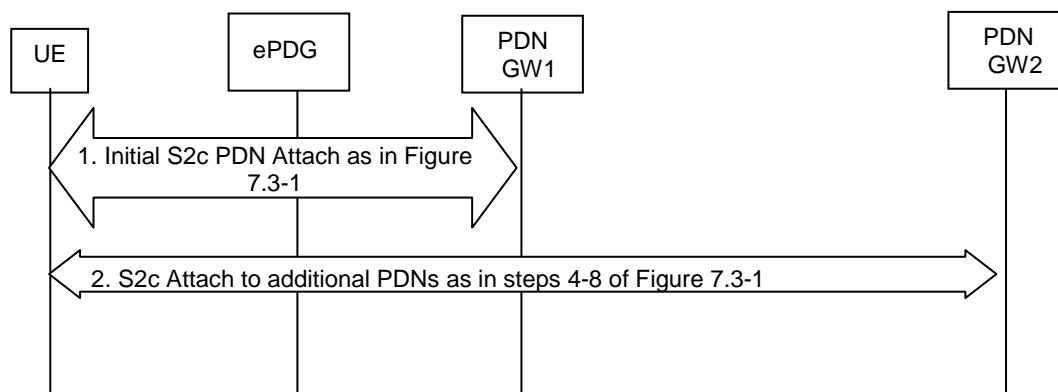 UE
ePDG
PDN
GW1
PDN
GW2
1. Initial S2c PDN Attach as in Figure
7.3-1
2. S2c Attach to additional PDNs as in steps 4-8 of Figure 7.3-1